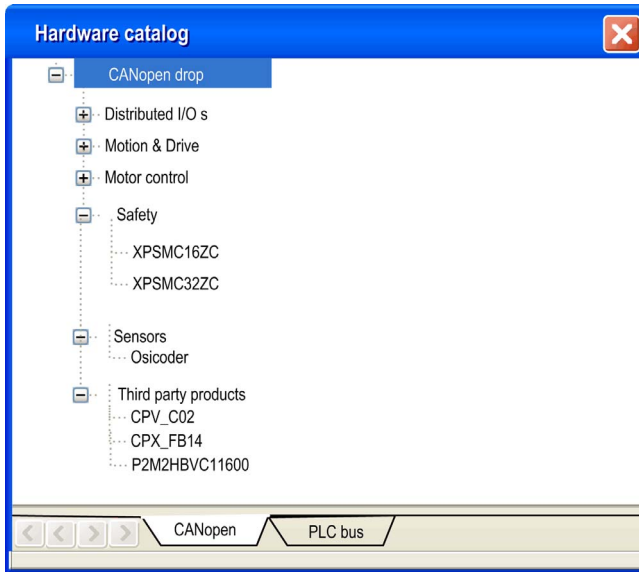 Hardware catalog
CANopen drop
Distributed I/O s
Motion & Drive
Motor control
Safety
XPSMC16ZC
XPSMC32ZC
Sensors
Osicoder
Third party products
CPV_C02
CPX_FB14
P2M2HBVC11600
CANopen PLC bus